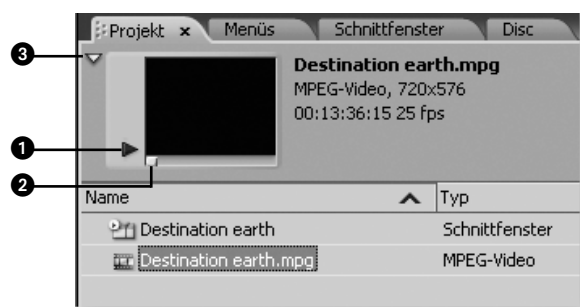 Projekt × Menüs Schnittfenster Disc
3
Destination earth.mpg
MPEG-Video, 720x576
00:13:36:15 25 fps
1
2
Name Typ
Destination earth Schnittfenster
Destination earth.mpg MPEG-Video